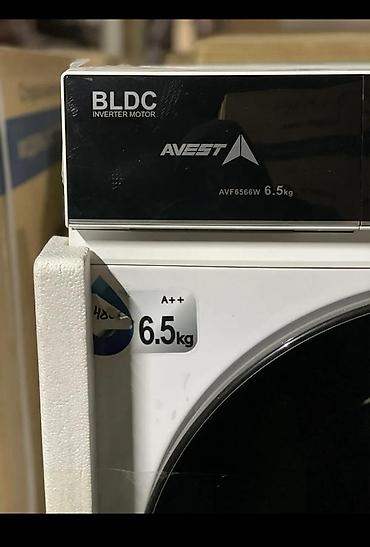 BLDC
INVERTER MOTOR
AVEST
AVF6566W 6.5kg
A++
6.5kg